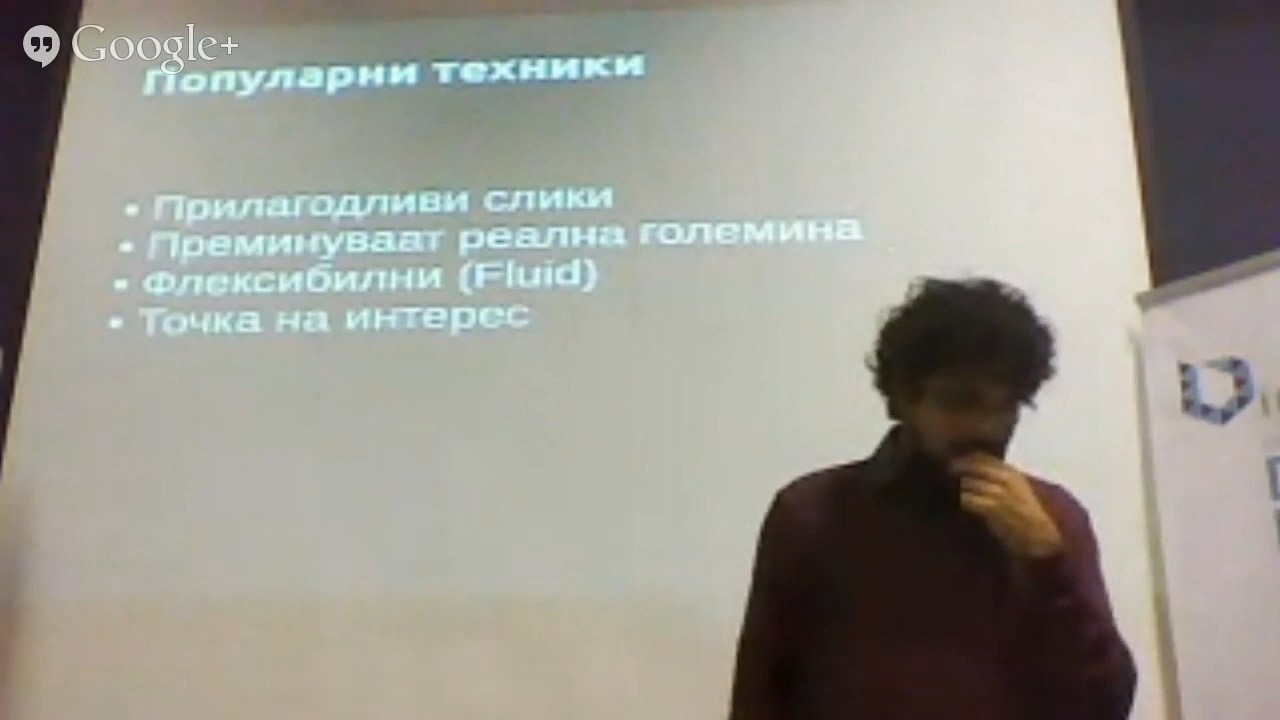 Google+
Популарни техники
• Прилагодливи слики
• Преминуваат реална големина
• Флексибилни (Fluid)
• Точка на интерес